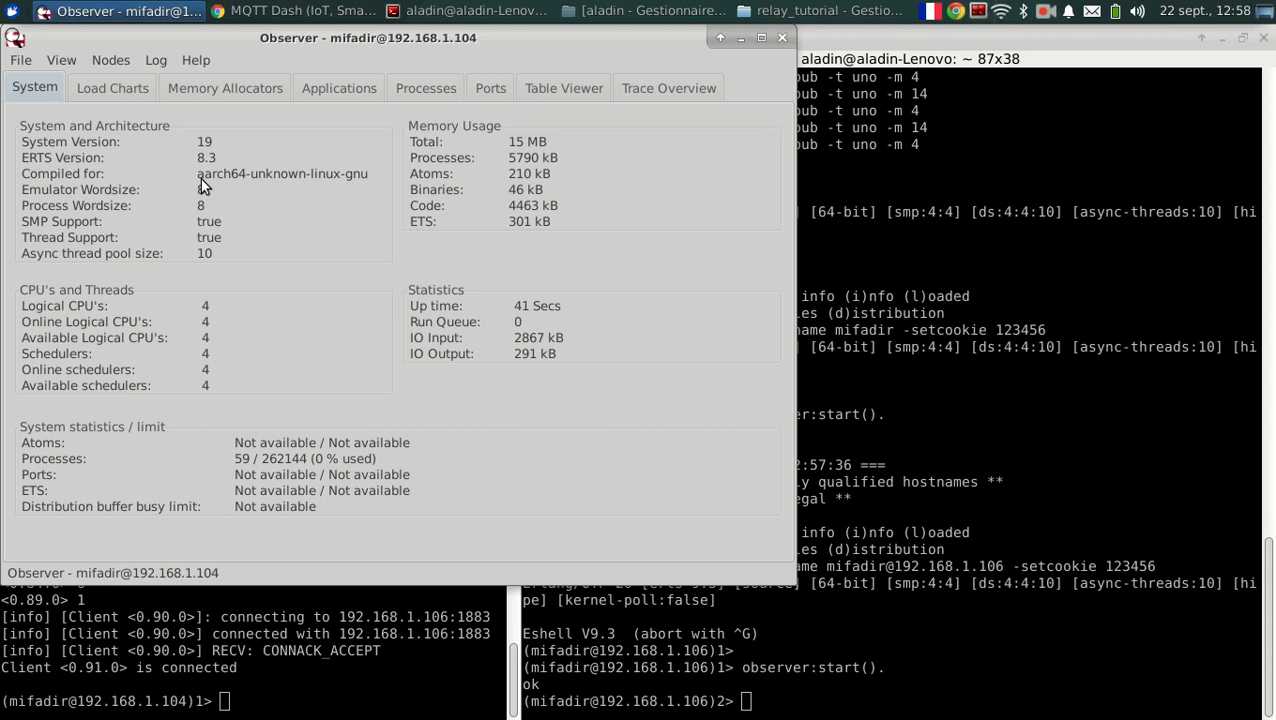 Observer - mifadir@1...
MQTT Dash (IoT, Sma...
aladin@aladin-Lenovo...
[aladin - Gestionnaire...
relay_tutorial - Gestio...
22 sept., 12:58
Observer - mifadir@192.168.1.104
File View Nodes Log Help
System Load Charts Memory Allocators Applications Processes Ports Table Viewer Trace Overview
System and Architecture
System Version: 19
ERTS Version: 8.3
Compiled for: aarch64-unknown-linux-gnu
Emulator Wordsize:
Process Wordsize: 8
SMP Support: true
Thread Support: true
Async thread pool size: 10
Memory Usage
Total: 15 MB
Processes: 5790 kB
Atoms: 210 kB
Binaries: 46 kB
Code: 4463 kB
ETS: 301 kB
CPU's and Threads
Logical CPU's: 4
Online Logical CPU's: 4
Available Logical CPU's: 4
Schedulers: 4
Online schedulers: 4
Available schedulers: 4
Statistics
Up time: 41 Secs
Run Queue: 0
IO Input: 2867 kB
IO Output: 291 kB
System statistics / limit
Atoms: Not available / Not available
Processes: 59 / 262144 (0 % used)
Ports: Not available / Not available
ETS: Not available / Not available
Distribution buffer busy limit: Not available
Observer - mifadir@192.168.1.104
<0.89.0> 1
[info] [Client <0.90.0>]: connecting to 192.168.1.106:1883
[info] [Client <0.90.0>] connected with 192.168.1.106:1883
[info] [Client <0.90.0>] RECV: CONNACK_ACCEPT
Client <0.91.0> is connected
(mifadir@192.168.1.104)1>
aladin@aladin-Lenovo: ~ 87x38
ub -t uno -m 4
ub -t uno -m 14
ub -t uno -m 4
ub -t uno -m 14
ub -t uno -m 4
] [64-bit] [smp:4:4] [ds:4:4:10] [async-threads:10] [hi
info (i)nfo (l)oaded
ies (d)istribution
name mifadir -setcookie 123456
] [64-bit] [smp:4:4] [ds:4:4:10] [async-threads:10] [hi
er:start().
2:57:36 ===
ly qualified hostnames **
egal **
info (i)nfo (l)oaded
ies (d)istribution
name mifadir@192.168.1.106 -setcookie 123456
[64-bit] [smp:4:4] [ds:4:4:10] [async-threads:10] [hi
pe] [kernel-poll:false]
Eshell V9.3 (abort with ^G)
(mifadir@192.168.1.106)1>
(mifadir@192.168.1.106)1> observer:start().
ok
(mifadir@192.168.1.106)2>